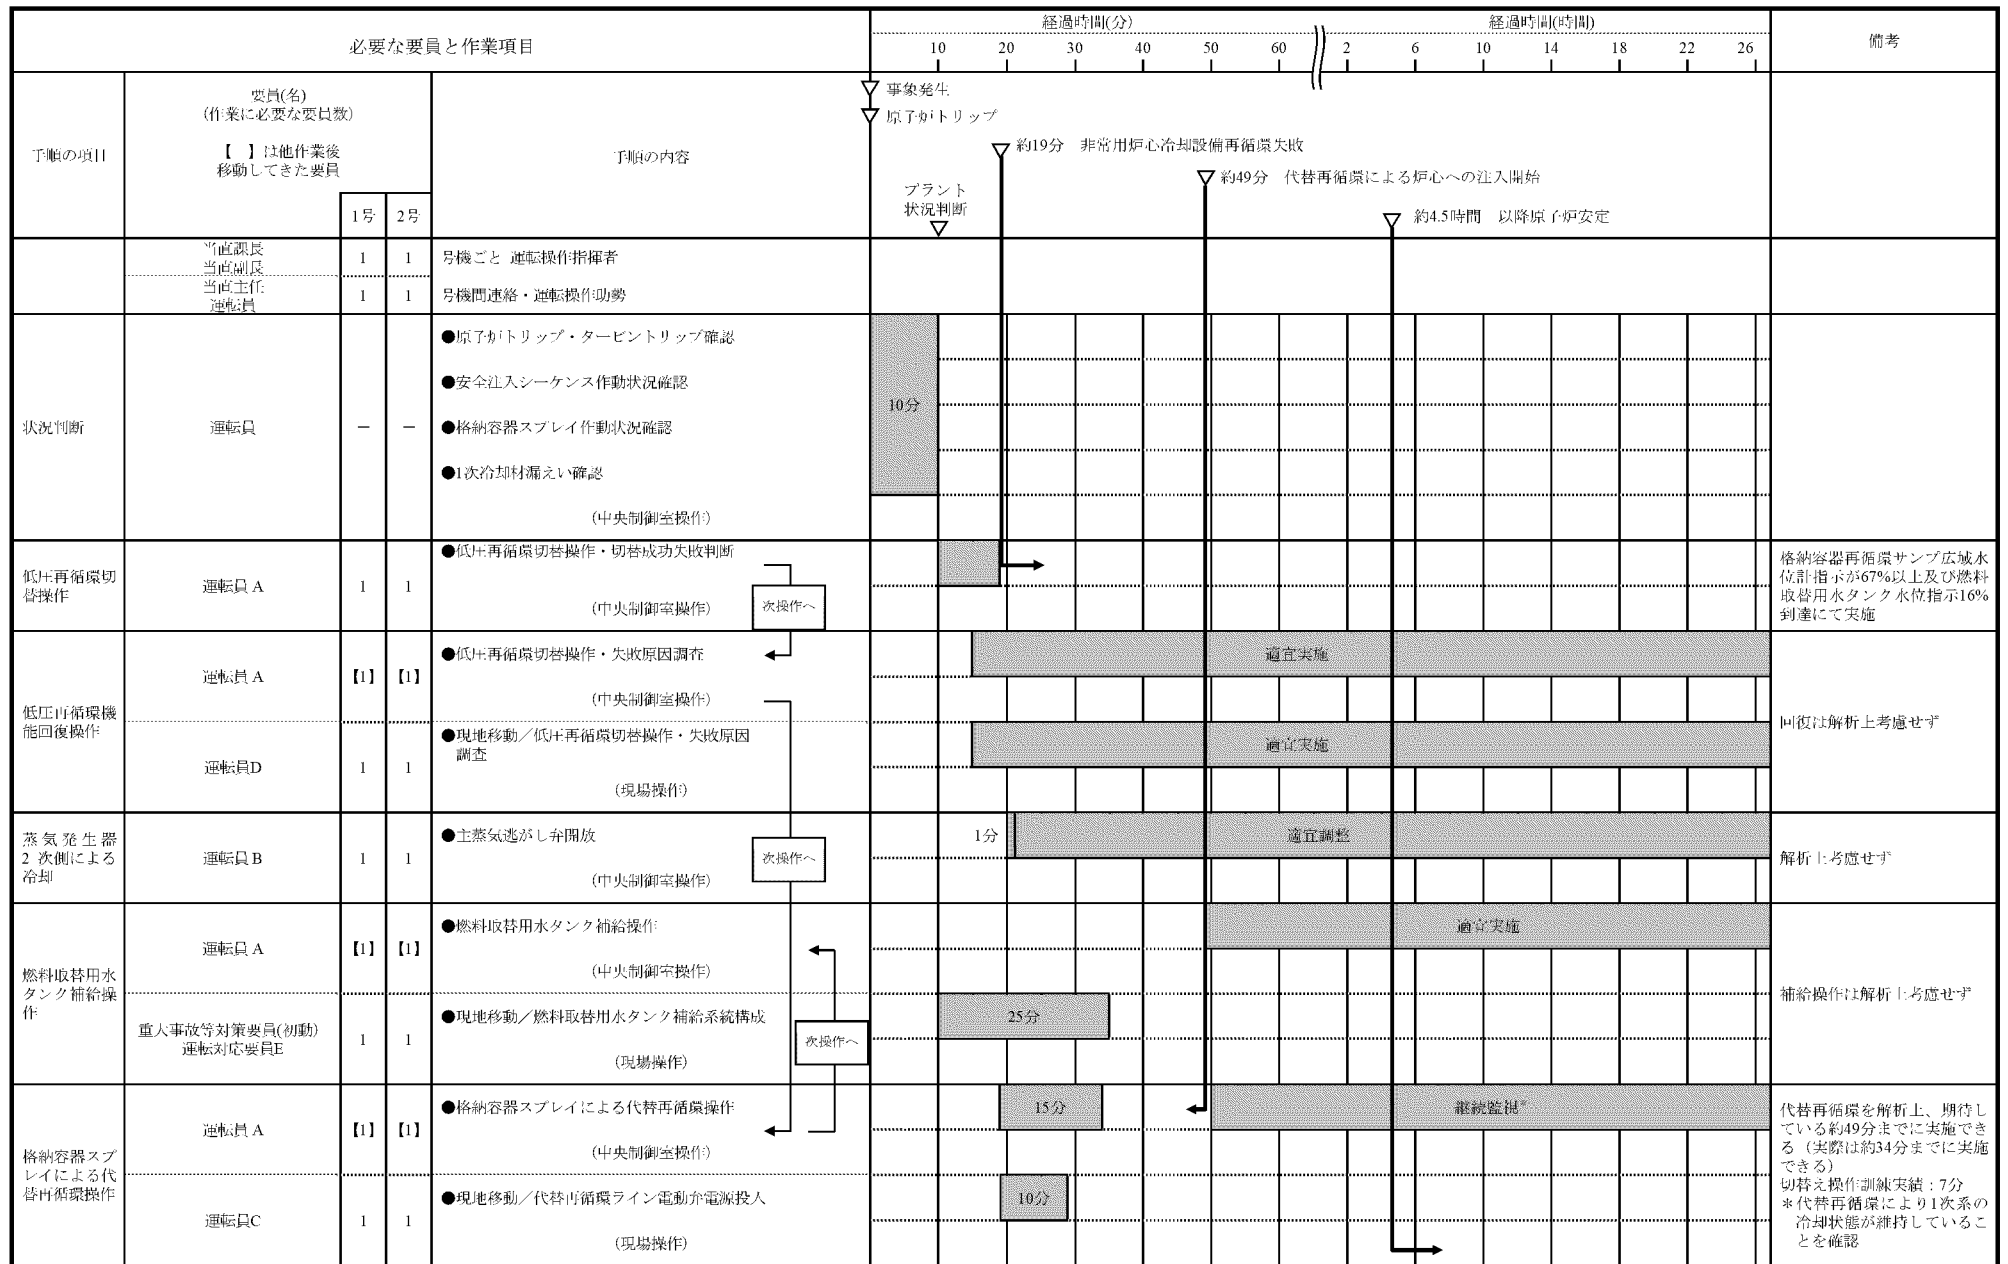 必要な要員と作業項目
経過時間(分)
経過時間(時間)
備考
10 20 30 40 50 60 2 6 10 14 18 22 26
手順の項目
要員(名)
(作業に必要な要員数)
【　】は他作業後
移動してきた要員
1号 2号
手順の内容
事象発生
原子炉トリップ
約19分　非常用炉心冷却設備再循環失敗
約49分　代替再循環による炉心への注入開始
プラント
状況判断
約4.5時間　以降原子炉安定
当直課長
当直副長
1 1
号機ごと 運転操作指揮者
当直主任
運転員
1 1
号機間連絡・運転操作助勢
状況判断
運転員
－ －
●原子炉トリップ・タービントリップ確認
●安全注入シーケンス作動状況確認
●格納容器スプレイ作動状況確認
●1次冷却材漏えい確認
(中央制御室操作)
10分
低圧再循環切
替操作
運転員 A
1 1
●低圧再循環切替操作・切替成功失敗判断
(中央制御室操作)
次操作へ
格納容器再循環サンプ広域水
位計指示が67%以上及び燃料
取替用水タンク水位指示16%
到達にて実施
低圧再循環機
能回復操作
運転員 A
【1】 【1】
●低圧再循環切替操作・失敗原因調査
(中央制御室操作)
適宜実施
運転員D
1 1
●現地移動／低圧再循環切替操作・失敗原因
調査
(現場操作)
適宜実施
回復は解析上考慮せず
蒸気発生器
2 次側による
冷却
運転員 B
1 1
●主蒸気逃がし弁開放
(中央制御室操作)
次操作へ
1分
適宜調整
解析上考慮せず
燃料取替用水
タンク補給操
作
運転員 A
【1】 【1】
●燃料取替用水タンク補給操作
(中央制御室操作)
適宜実施
重大事故等対策要員(初動)
運転対応要員E
1 1
●現地移動／燃料取替用水タンク補給系統構成
(現場操作)
次操作へ
25分
補給操作は解析上考慮せず
格納容器スプ
レイによる代
替再循環操作
運転員 A
【1】 【1】
●格納容器スプレイによる代替再循環操作
(中央制御室操作)
15分
継続監視*
運転員C
1 1
●現地移動／代替再循環ライン電動弁電源投入
(現場操作)
10分
代替再循環を解析上、期待し
ている約49分までに実施でき
る（実際は約34分までに実施
できる）
切替え操作訓練実績：7分
＊代替再循環により1次系の
冷却状態が維持しているこ
とを確認